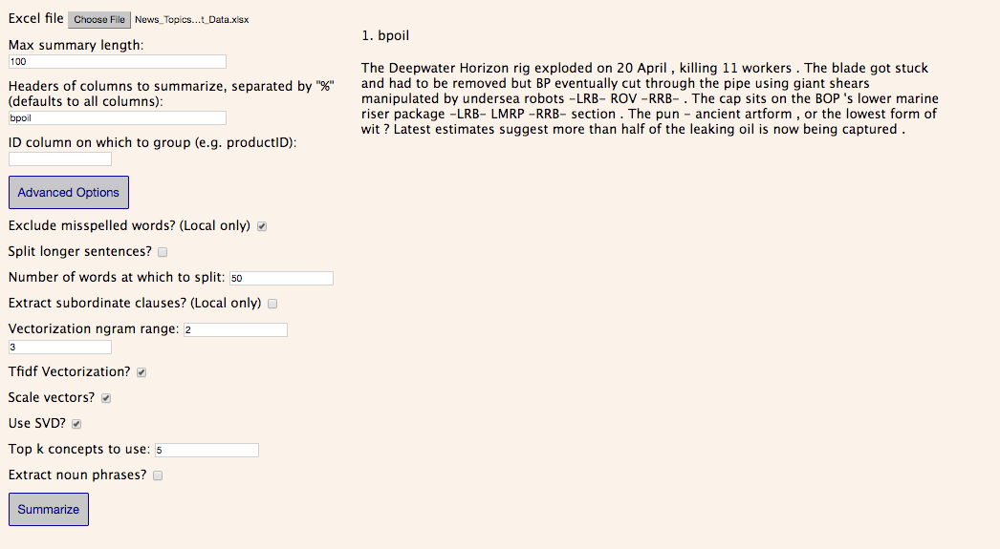 Excel file Choose File News_Topics...t_Data.xlsx
Max summary length:
100
Headers of columns to summarize, separated by "%"
(defaults to all columns):
bpoil
ID column on which to group (e.g. productID):
Advanced Options
Exclude misspelled words? (Local only)
Split longer sentences?
Number of words at which to split: 50
Extract subordinate clauses? (Local only)
Vectorization ngram range: 2
3
Tfidf Vectorization?
Scale vectors?
Use SVD?
Top k concepts to use: 5
Extract noun phrases?
Summarize
1. bpoil
The Deepwater Horizon rig exploded on 20 April , killing 11 workers . The blade got stuck
and had to be removed but BP eventually cut through the pipe using giant shears
manipulated by undersea robots -LRB- ROV -RRB- . The cap sits on the BOP 's lower marine
riser package -LRB- LMRP -RRB- section . The pun - ancient artform , or the lowest form of
wit ? Latest estimates suggest more than half of the leaking oil is now being captured .